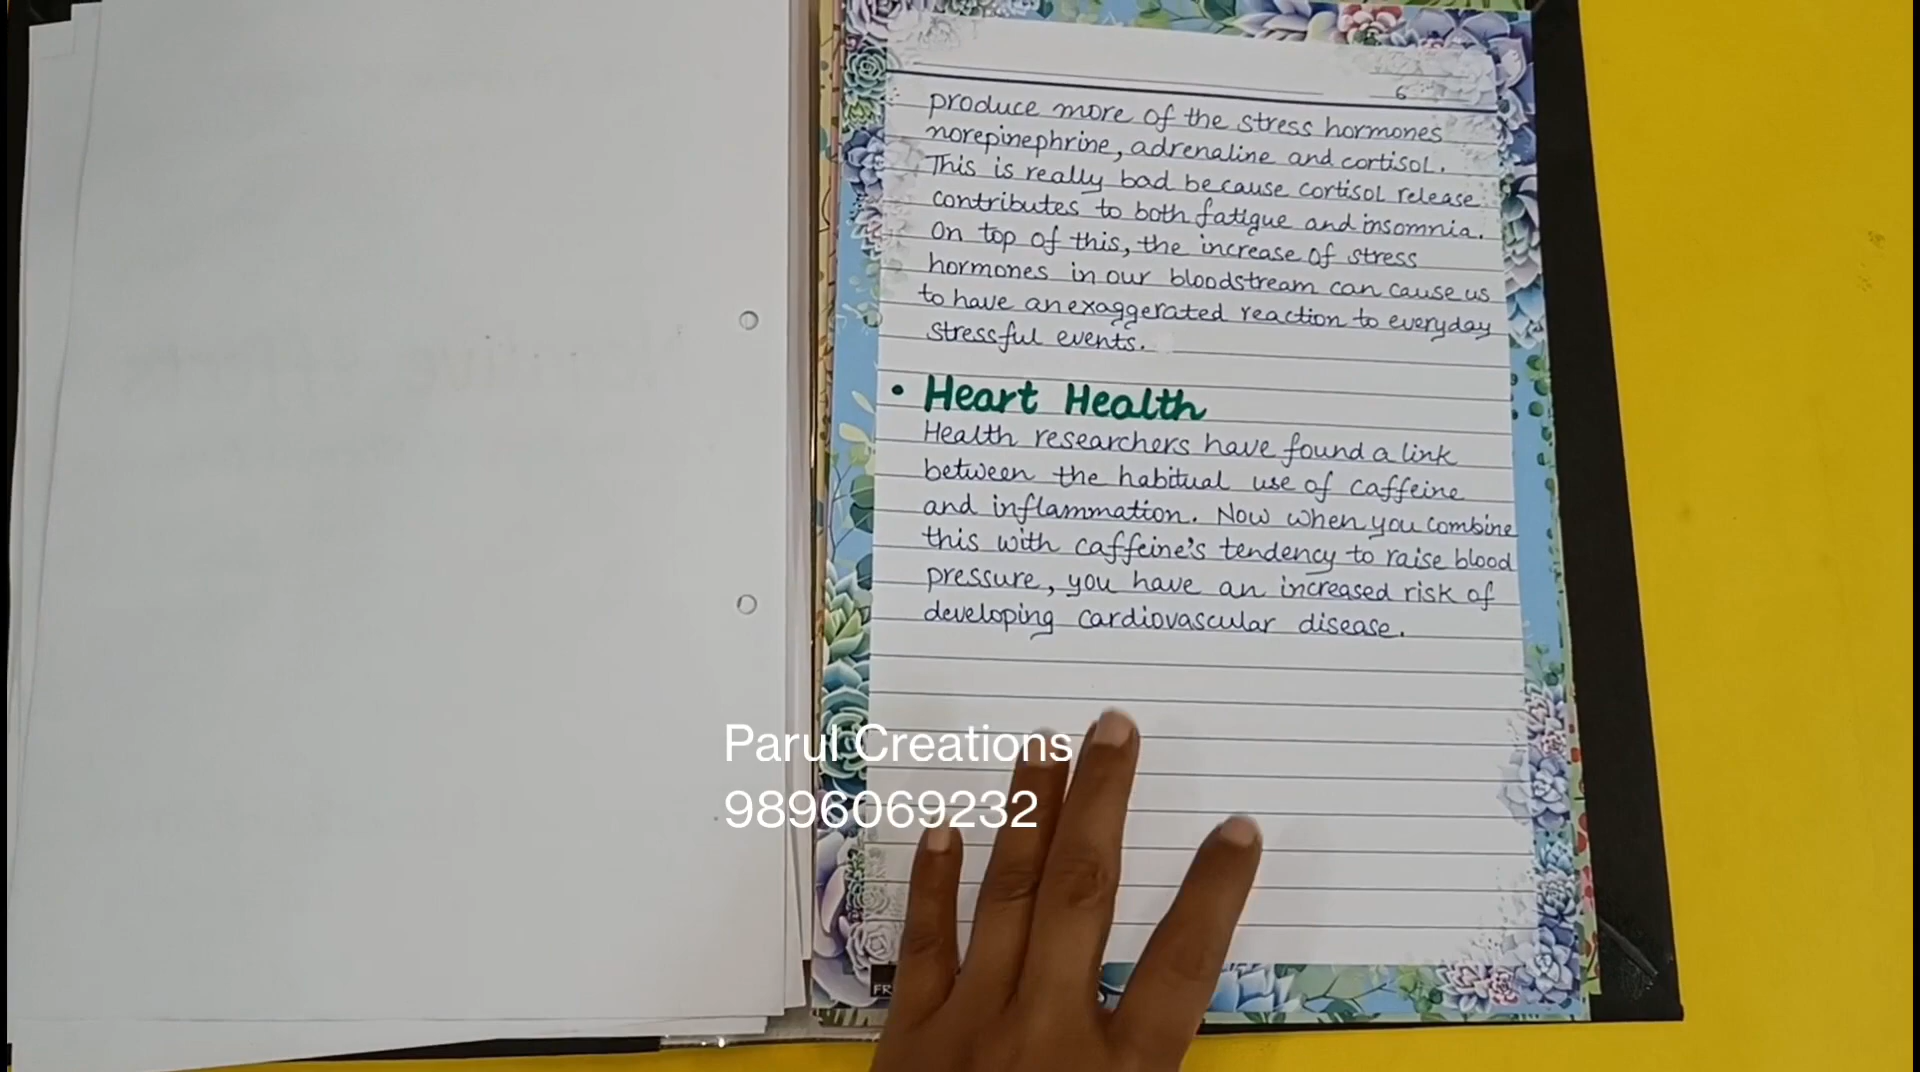 6
produce more of the stress hormones
norepinephrine, adrenaline and cortisol.
This is really bad because cortisol release
contributes to both fatigue and insomnia.
On top of this, the increase of stress
hormones in our bloodstream can cause us
to have an exaggerated reaction to everyday
stressful events.
• Heart Health
Health researchers have found a link
between the habitual use of caffeine
and inflammation. Now when you combine
this with caffeine's tendency to raise blood
pressure, you have an increased risk of
developing cardiovascular disease.
Parul Creations
9896069232
FR